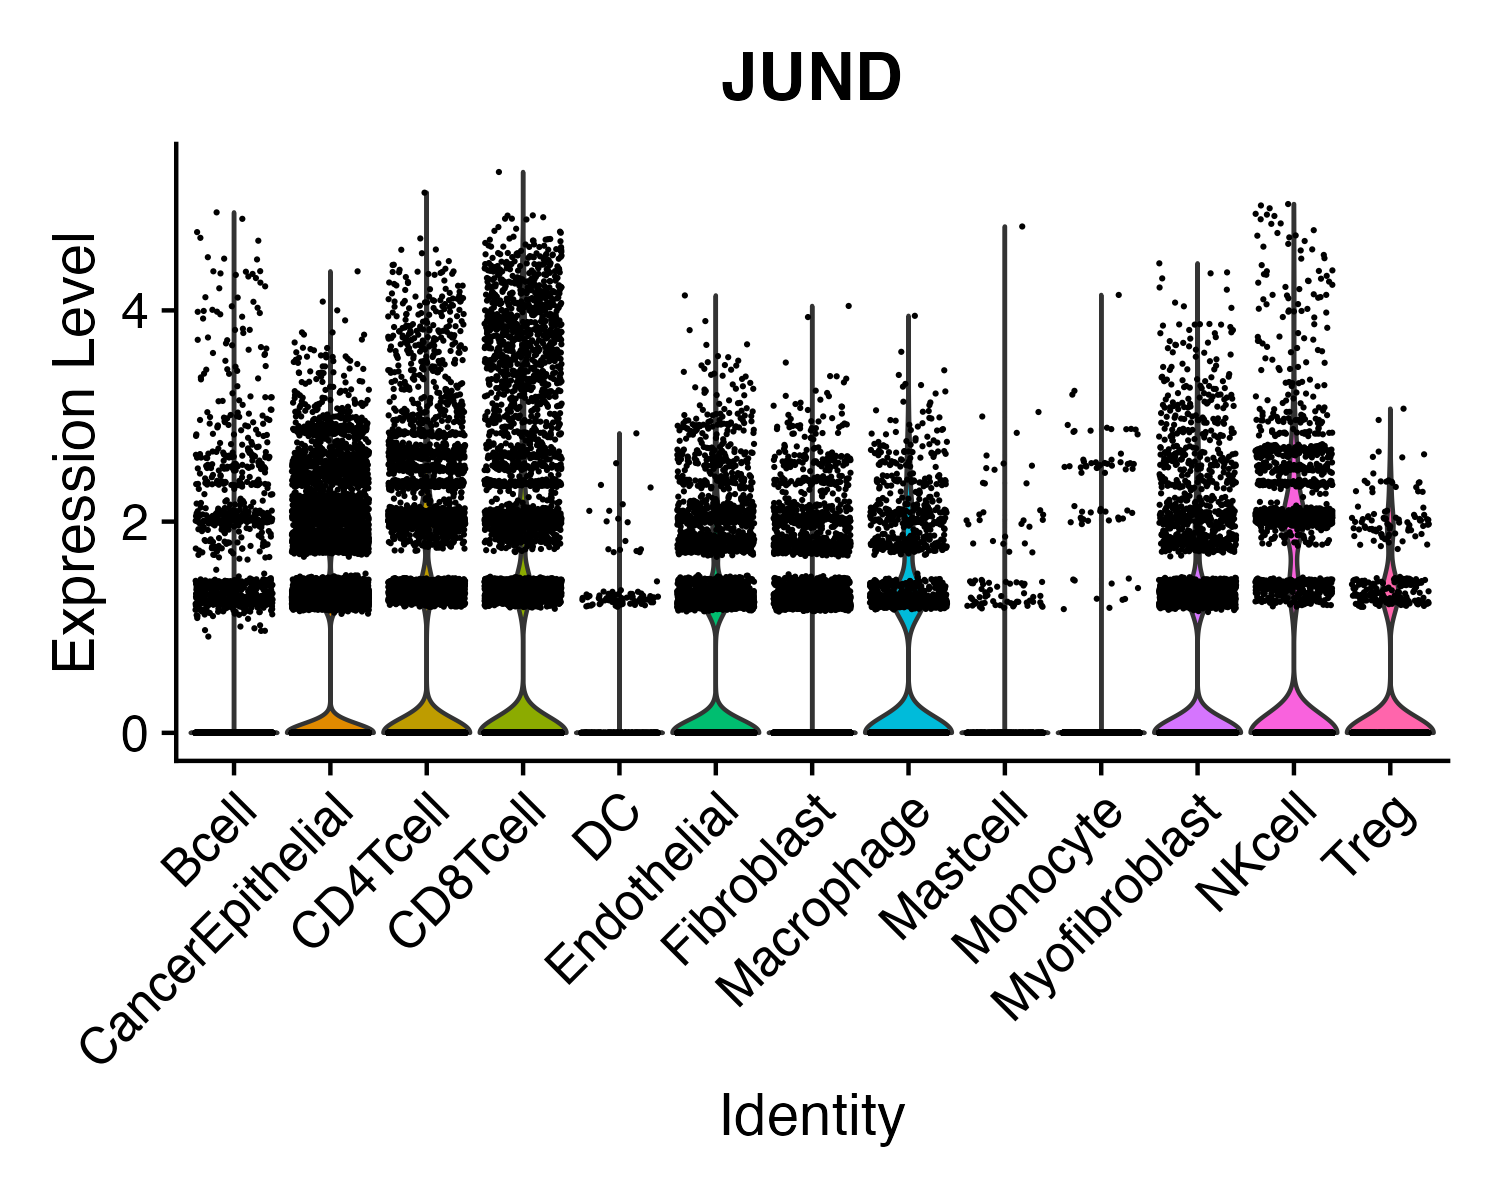 JUND
Expression Level
4
2
0
Bcell
CancerEpithelial
CD4Tcell
CD8Tcell
DC
Endothelial
Fibroblast
Macrophage
Mastcell
Monocyte
Myofibroblast
NKcell
Treg
Identity